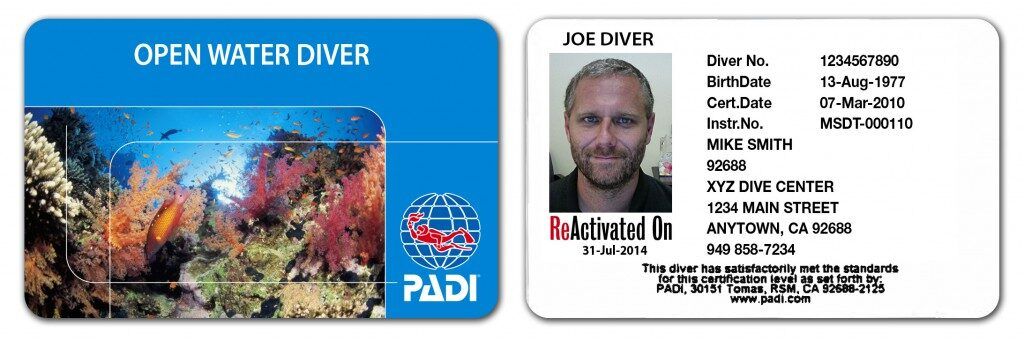 OPEN WATER DIVER
PADI®
JOE DIVER
Diver No. 1234567890
BirthDate 13-Aug-1977
Cert.Date 07-Mar-2010
Instr.No. MSDT-000110
MIKE SMITH
92688
XYZ DIVE CENTER
1234 MAIN STREET
ANYTOWN, CA 92688
949 858-7234
ReActivated On
31-Jul-2014
This diver has satisfactorily met the standards
for this certification level as set forth by:
PADI, 30151 Tomas, RSM, CA 92688-2125
www.padi.com